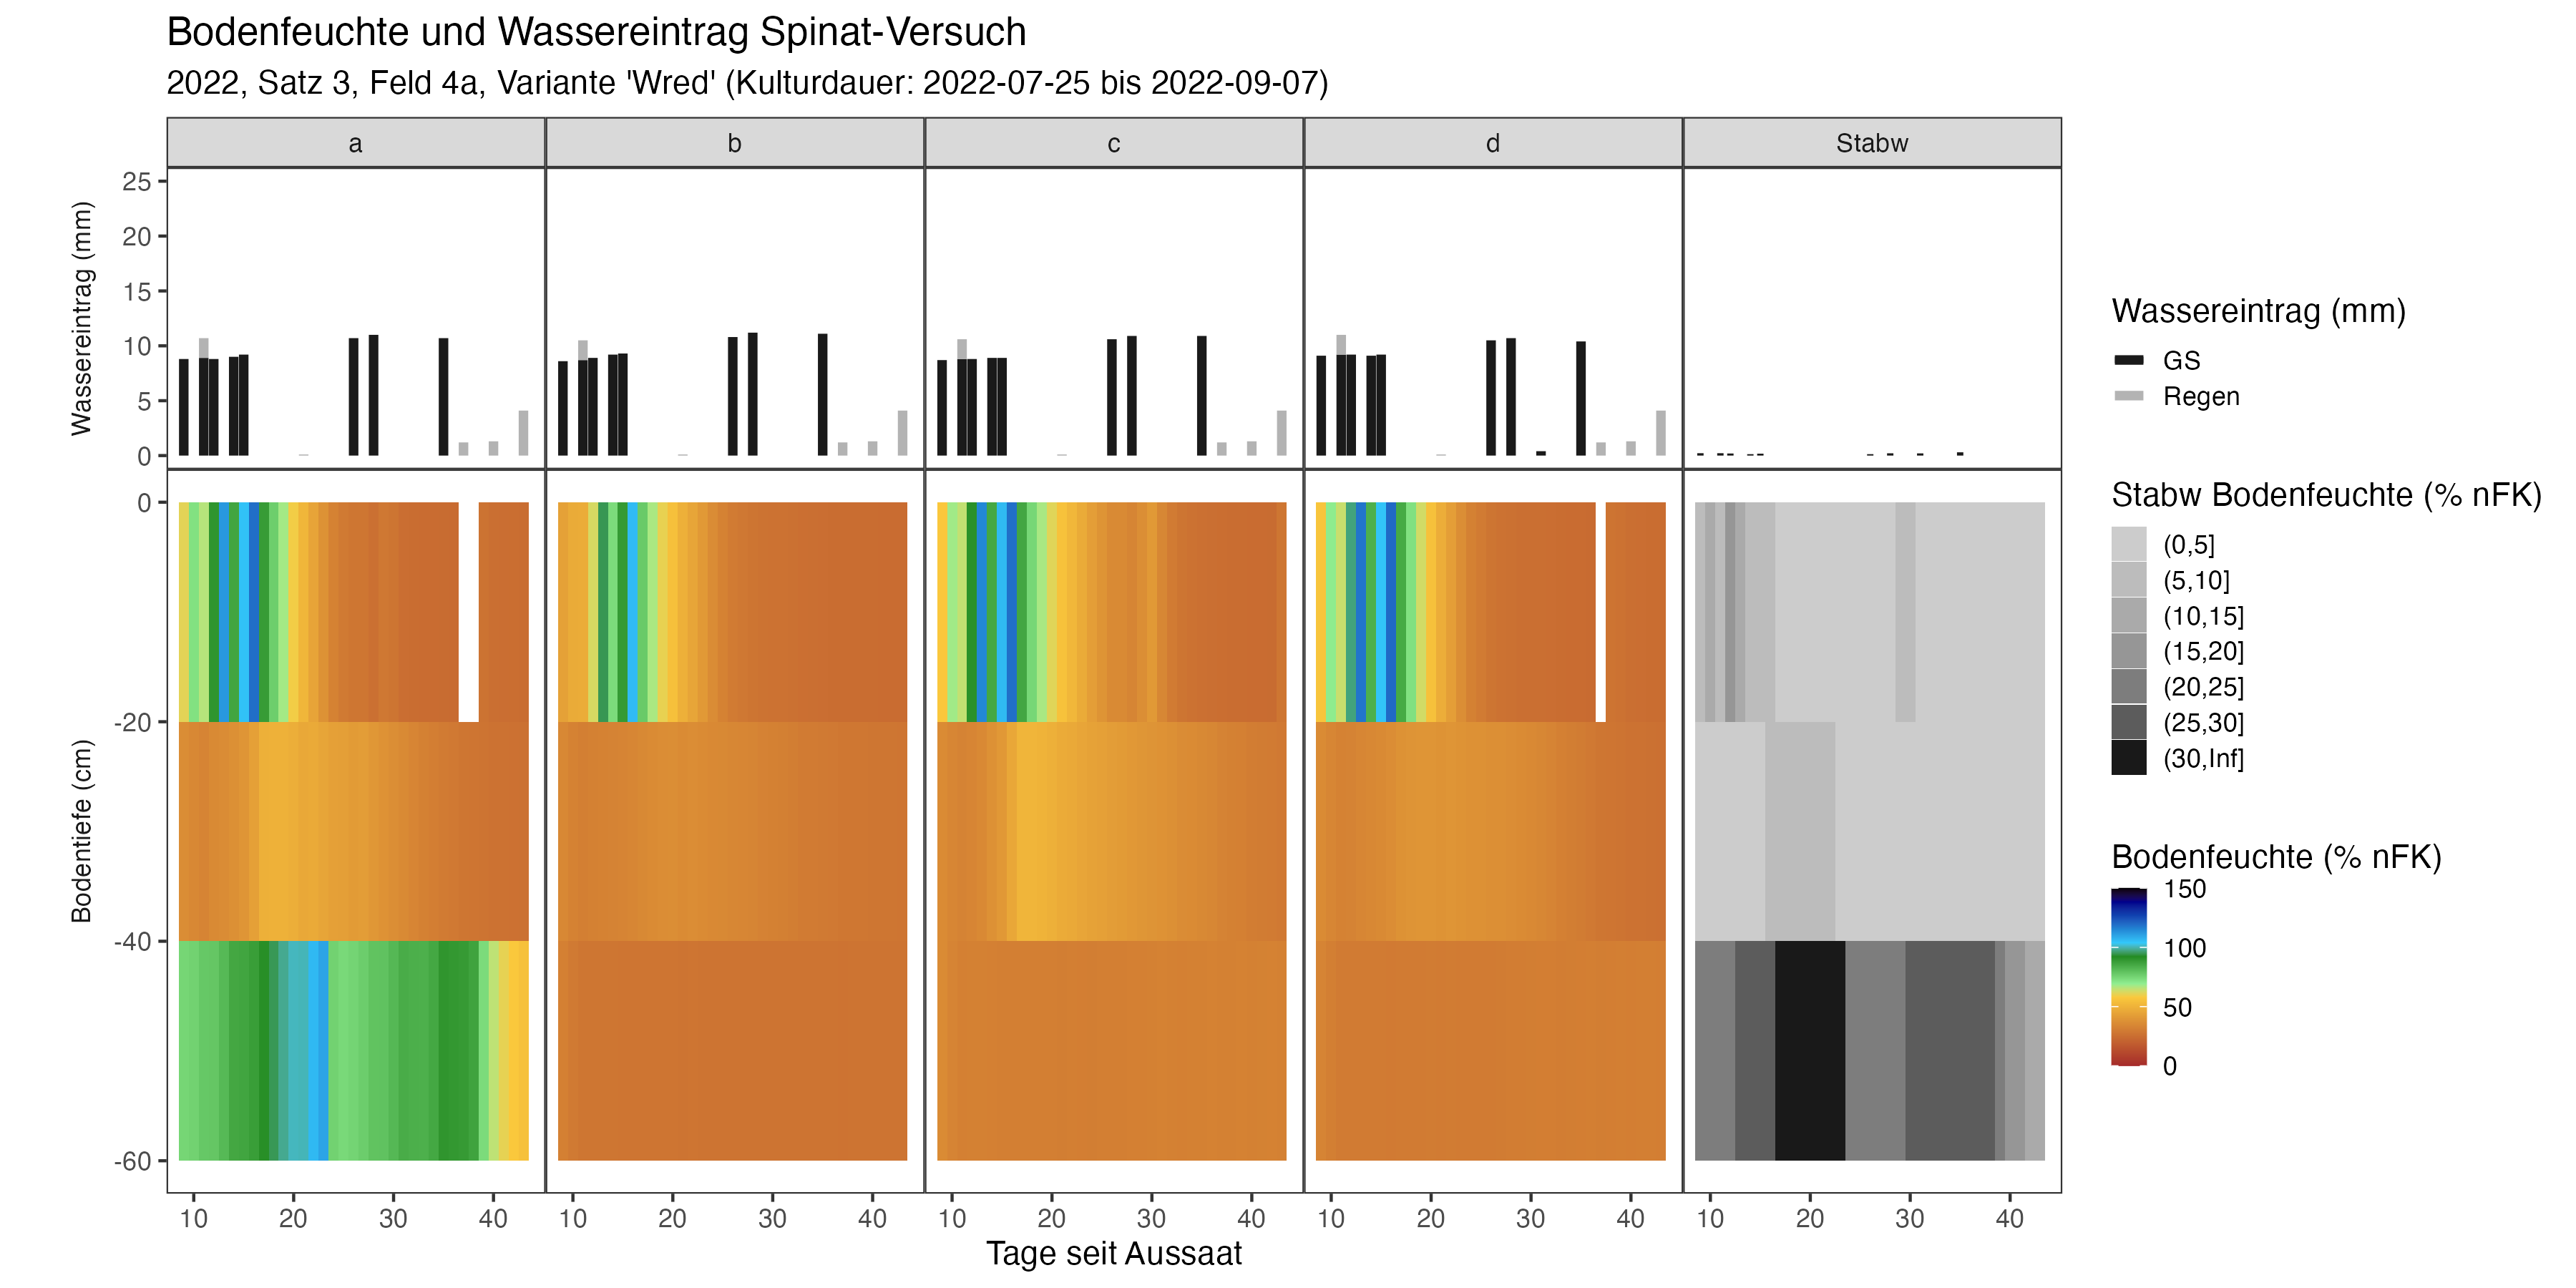 Bodenfeuchte und Wassereintrag Spinat-Versuch
2022, Satz 3, Feld 4a, Variante 'Wred' (Kulturdauer: 2022-07-25 bis 2022-09-07)
a b c d Stabw
Wassereintrag (mm)
25
20
15
10
5
0
Bodentiefe (cm)
0
-20
-40
-60
10 20 30 40 10 20 30 40 10 20 30 40 10 20 30 40 10 20 30 40
Tage seit Aussaat
Wassereintrag (mm)
GS
Regen
Stabw Bodenfeuchte (% nFK)
(0,5]
(5,10]
(10,15]
(15,20]
(20,25]
(25,30]
(30,Inf]
Bodenfeuchte (% nFK)
150
100
50
0